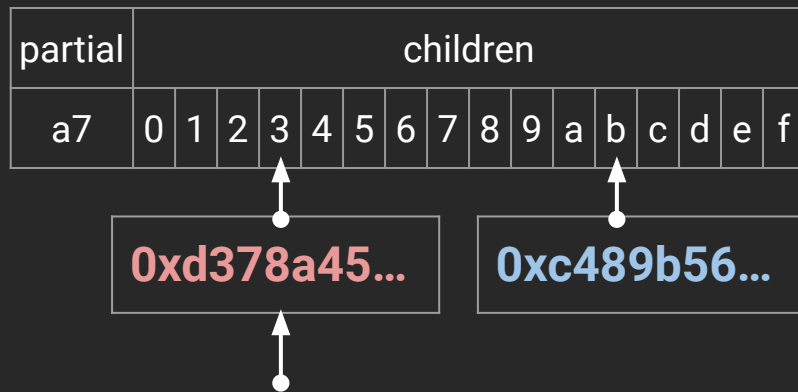 partial children
a7 0 1 2 3 4 5 6 7 8 9 a b c d e f
0xd378a45... 0xc489b56...